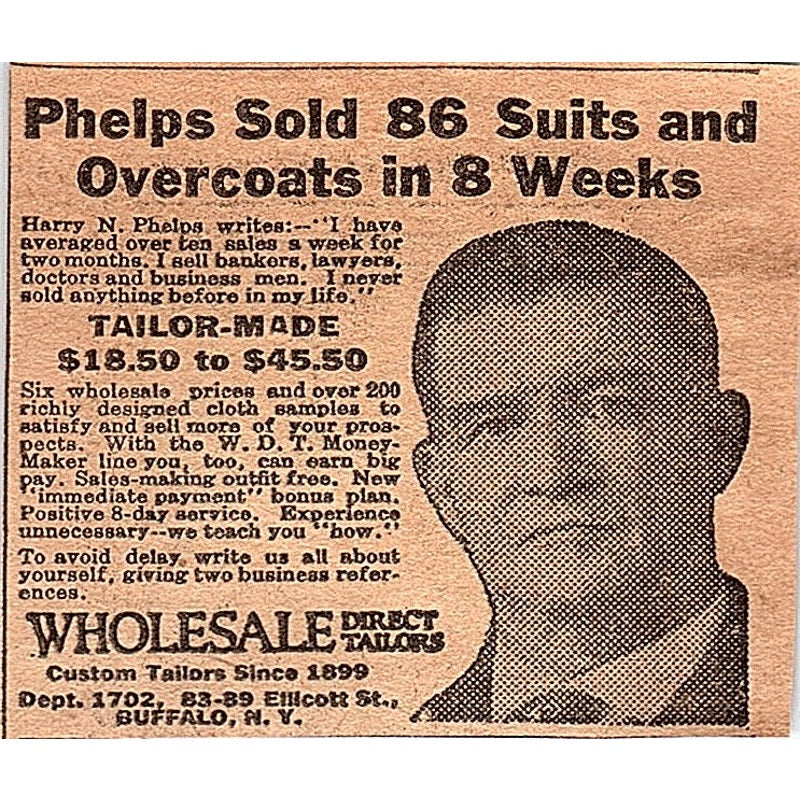 Phelps Sold 86 Suits and
Overcoats in 8 Weeks
Harry N. Phelps writes:--"I have
averaged over ten sales a week for
two months. I sell bankers, lawyers,
doctors and business men. I never
sold anything before in my life."
TAILOR-MADE
$18.50 to $45.50
Six wholesale prices and over 200
richly designed cloth samples to
satisfy and sell more of your pros-
pects. With the W. D. T. Money-
Maker line you, too, can earn big
pay. Sales-making outfit free. New
"immediate payment" bonus plan.
Positive 8-day service. Experience
unnecessary--we teach you "how."
To avoid delay, write us all about
yourself, giving two business refer-
ences.
WHOLESALE DIRECT TAILORS
Custom Tailors Since 1899
Dept. 1702, 83-89 Ellicott St.,
BUFFALO, N. Y.